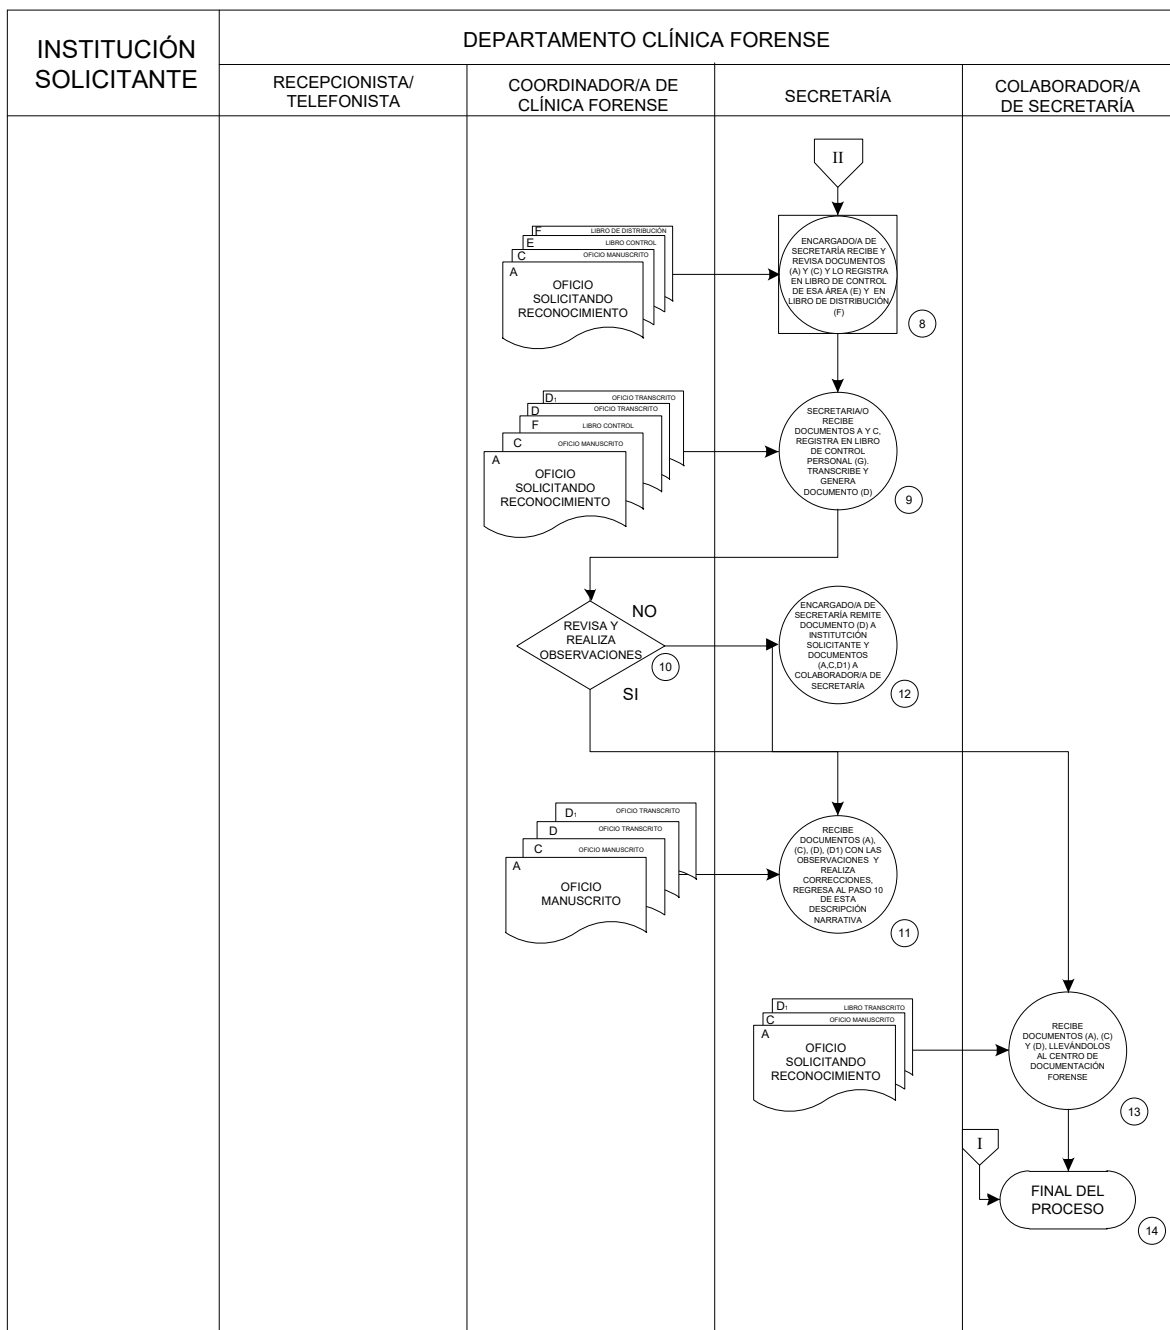 INSTITUCIÓN
SOLICITANTE
DEPARTAMENTO CLÍNICA FORENSE
RECEPCIONISTA/
TELEFONISTA
COORDINADOR/A DE
CLÍNICA FORENSE
SECRETARÍA
COLABORADOR/A
DE SECRETARÍA
II
F LIBRO DE DISTRIBUCIÓN
E LIBRO CONTROL
C OFICIO MANUSCRITO
A
OFICIO
SOLICITANDO
RECONOCIMIENTO
ENCARGADO/A DE
SECRETARÍA RECIBE Y
REVISA DOCUMENTOS
(A) Y (C) Y LO REGISTRA
EN LIBRO DE CONTROL
DE ESA ÁREA (E) Y EN
LIBRO DE DISTRIBUCIÓN
(F)
8
D1 OFICIO TRANSCRITO
D OFICIO TRANSCRITO
F LIBRO CONTROL
C OFICIO MANUSCRITO
A
OFICIO
SOLICITANDO
RECONOCIMIENTO
SECRETARIA/O
RECIBE
DOCUMENTOS A Y C,
REGISTRA EN LIBRO
DE CONTROL
PERSONAL (G).
TRANSCRIBE Y
GENERA
DOCUMENTO (D)
9
NO
REVISA Y
REALIZA
OBSERVACIONES
10
SI
ENCARGADO/A DE
SECRETARÍA REMITE
DOCUMENTO (D) A
INSTITUTCIÓN
SOLICITANTE Y
DOCUMENTOS
(A,C,D1) A
COLABORADOR/A DE
SECRETARÍA
12
D1 OFICIO TRANSCRITO
D OFICIO TRANSCRITO
C OFICIO MANUSCRITO
A
OFICIO
MANUSCRITO
RECIBE
DOCUMENTOS (A),
(C), (D), (D1) CON LAS
OBSERVACIONES Y
REALIZA
CORRECCIONES,
REGRESA AL PASO 10
DE ESTA
DESCRIPCIÓN
NARRATIVA
11
D1 LIBRO TRANSCRITO
C OFICIO MANUSCRITO
A
OFICIO
SOLICITANDO
RECONOCIMIENTO
RECIBE
DOCUMENTOS (A), (C)
Y (D), LLEVÁNDOLOS
AL CENTRO DE
DOCUMENTACIÓN
FORENSE
13
I
FINAL DEL
PROCESO
14